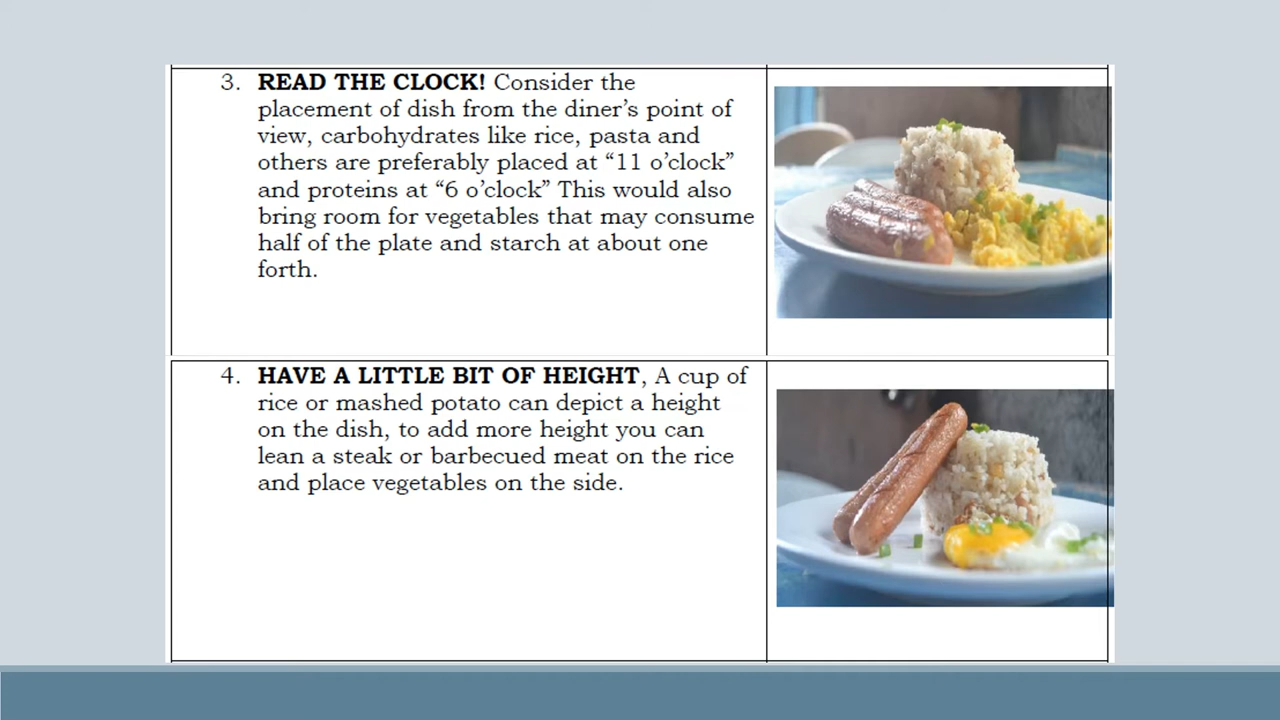 3. READ THE CLOCK! Consider the
placement of dish from the diner's point of
view, carbohydrates like rice, pasta and
others are preferably placed at “11 o'clock”
and proteins at “6 o'clock” This would also
bring room for vegetables that may consume
half of the plate and starch at about one
forth.
4. HAVE A LITTLE BIT OF HEIGHT, A cup of
rice or mashed potato can depict a height
on the dish, to add more height you can
lean a steak or barbecued meat on the rice
and place vegetables on the side.